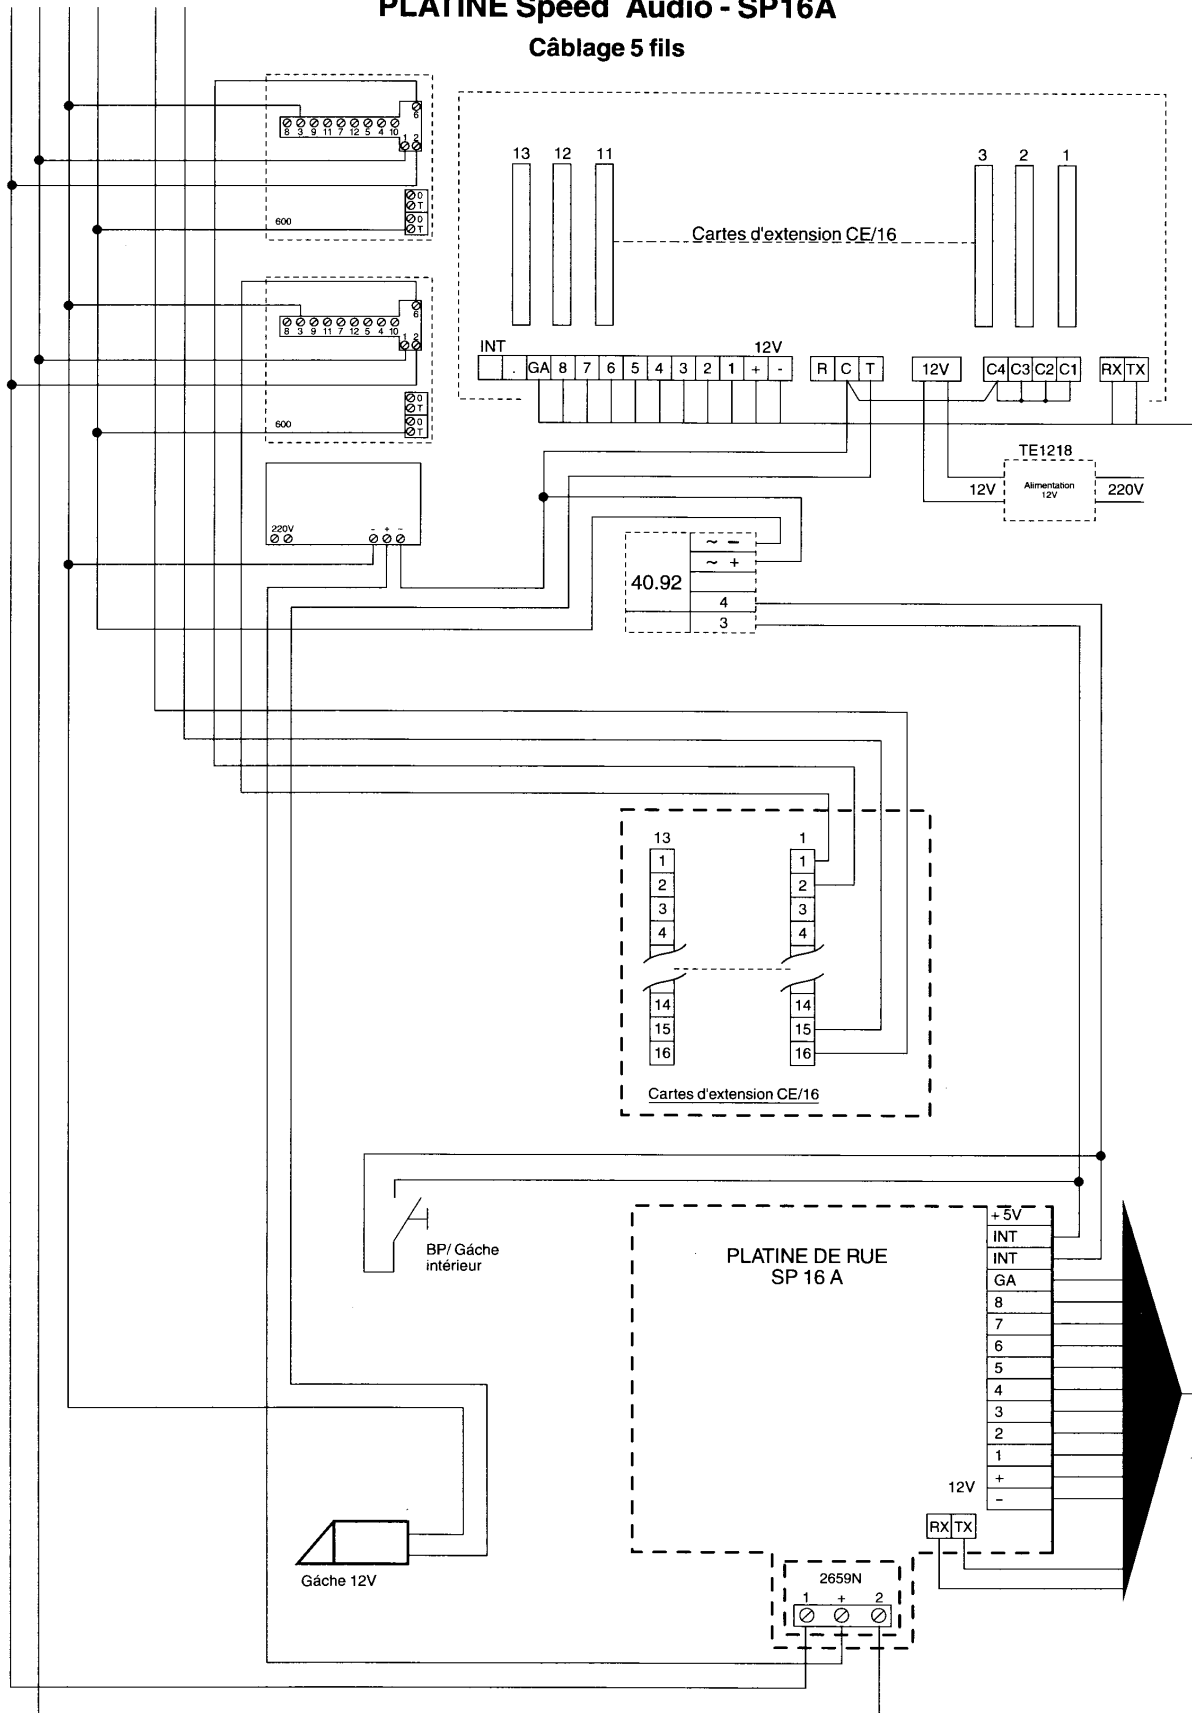 PLATINE Speed Audio - SP16A
Câblage 5 fils
6
8 3 9 11 7 12 5 4 10
1 2
0
T
0
T
600
13 12 11 3 2 1
Cartes d'extension CE/16
6
8 3 9 11 7 12 5 4 10
1 2
0
T
0
T
600
INT 12V
. GA 8 7 6 5 4 3 2 1 + -
R C T
12V
C4 C3 C2 C1
RX TX
TE1218
12V
Alimentation
12V
220V
220V
- + ~
40.92
~ -
~ +
4
3
13 1
1 1
2 2
3 3
4 4
14 14
15 15
16 16
Cartes d'extension CE/16
BP/ Gáche
intérieur
PLATINE DE RUE
SP 16 A
+ 5V
INT
INT
GA
8
7
6
5
4
3
2
1
12V
+
-
RX TX
Gáche 12V
2659N
1 + 2